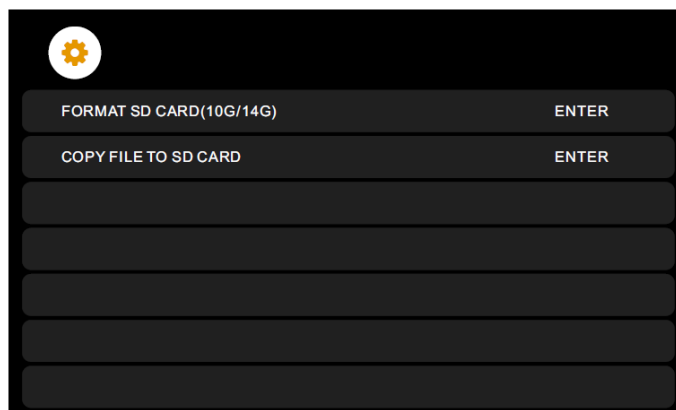 FORMAT SD CARD(10G/14G) ENTER
COPY FILE TO SD CARD ENTER